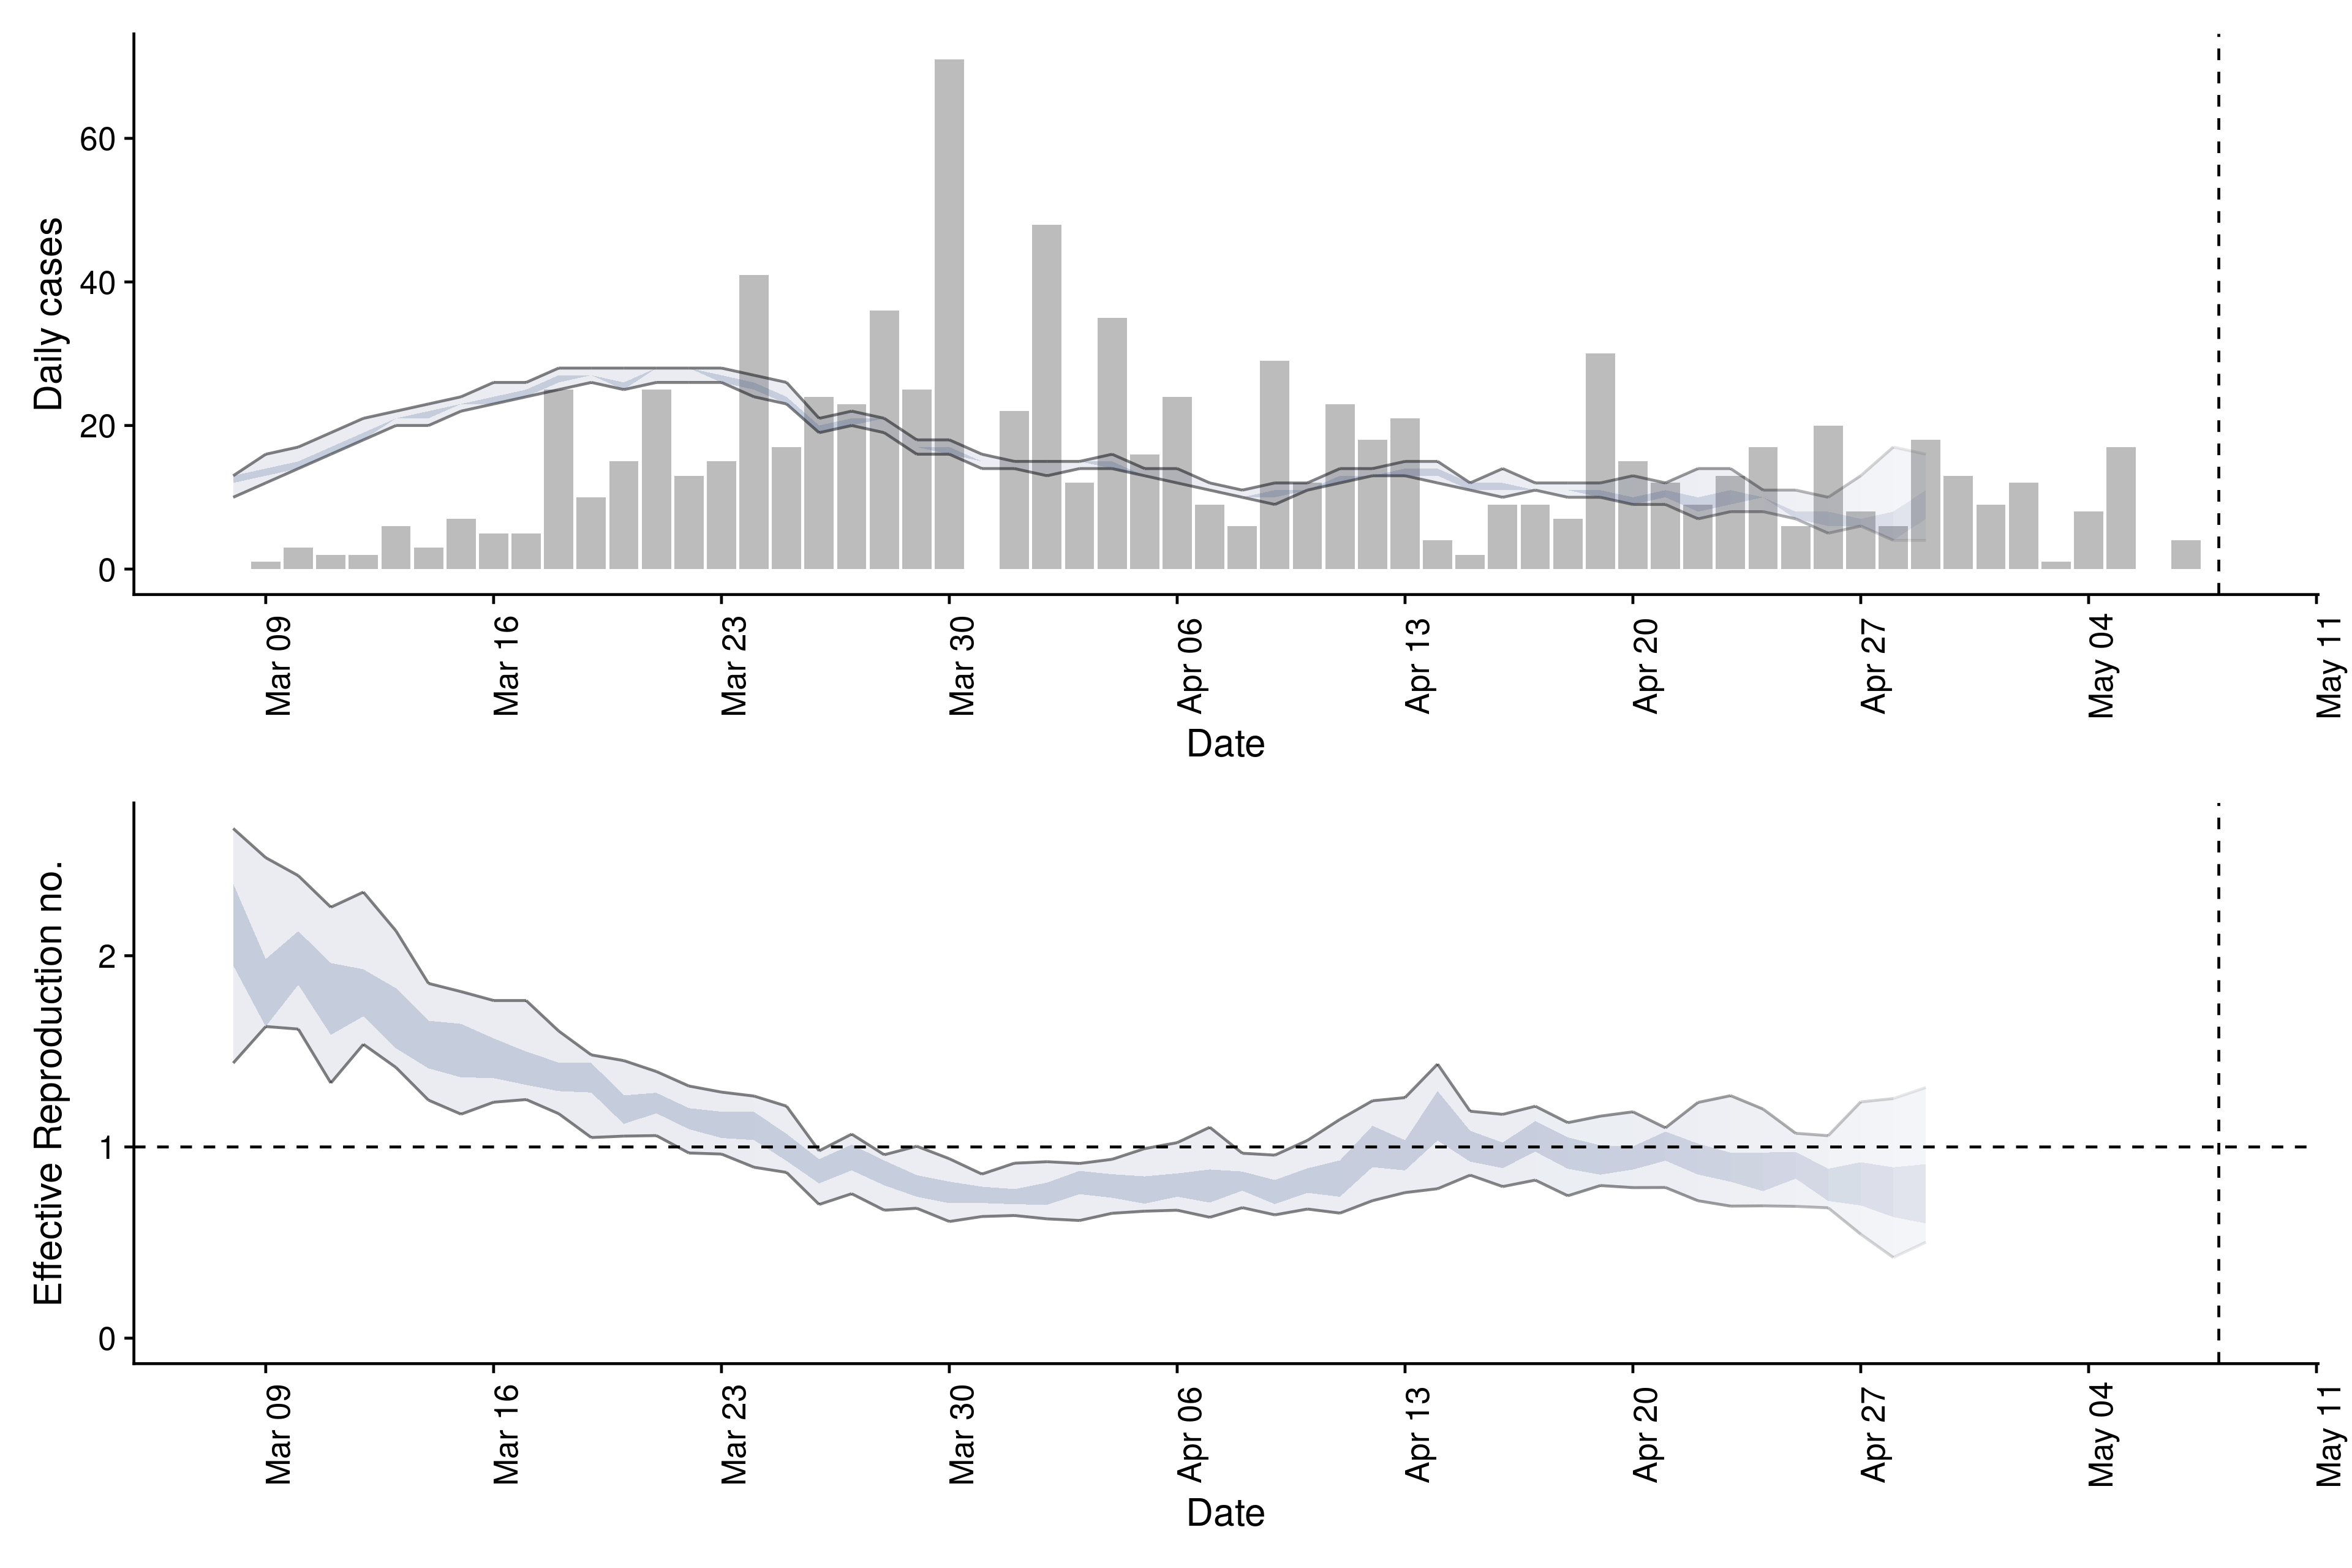 Daily cases
60
40
20
0
Mar 09
Mar 16
Mar 23
Mar 30
Apr 06
Apr 13
Apr 20
Apr 27
May 04
May 11
Date
Effective Reproduction no.
2
1
0
Mar 09
Mar 16
Mar 23
Mar 30
Apr 06
Apr 13
Apr 20
Apr 27
May 04
May 11
Date